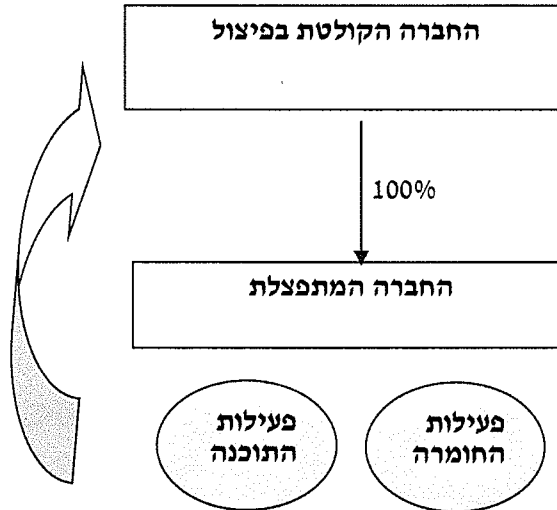 החברה הקולטת בפיצול
100%
החברה המתפצלת
פעילות
התוכנה
פעילות
החומרה